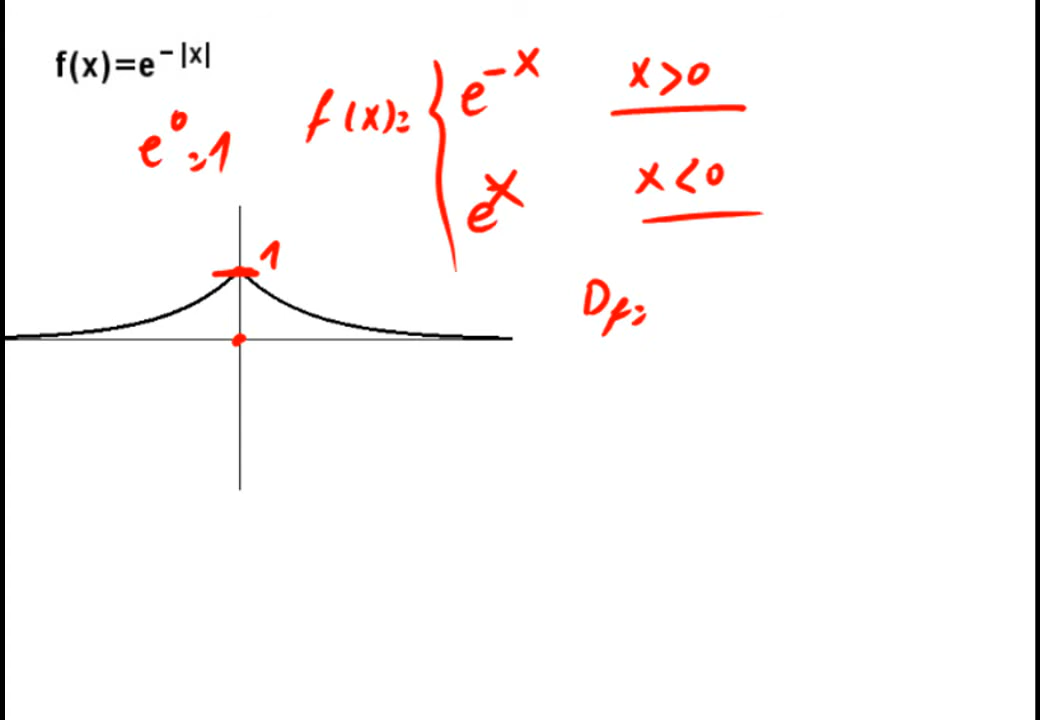 f(x)=e^-|x|
f(x)= { e^-x x>0
e^x x<0
e^0=1
1
Df=